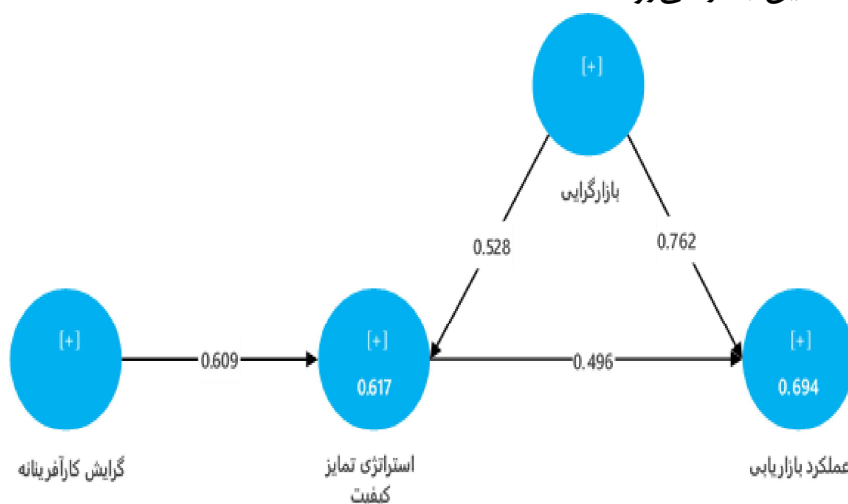 [+]
بازارگرایی
0.528
0.762
[+]
0.609
[+]
0.617
0.496
[+]
0.694
گرایش کارآفرینانه
استراتژی تمایز
کیفیت
عملکرد بازاریابی